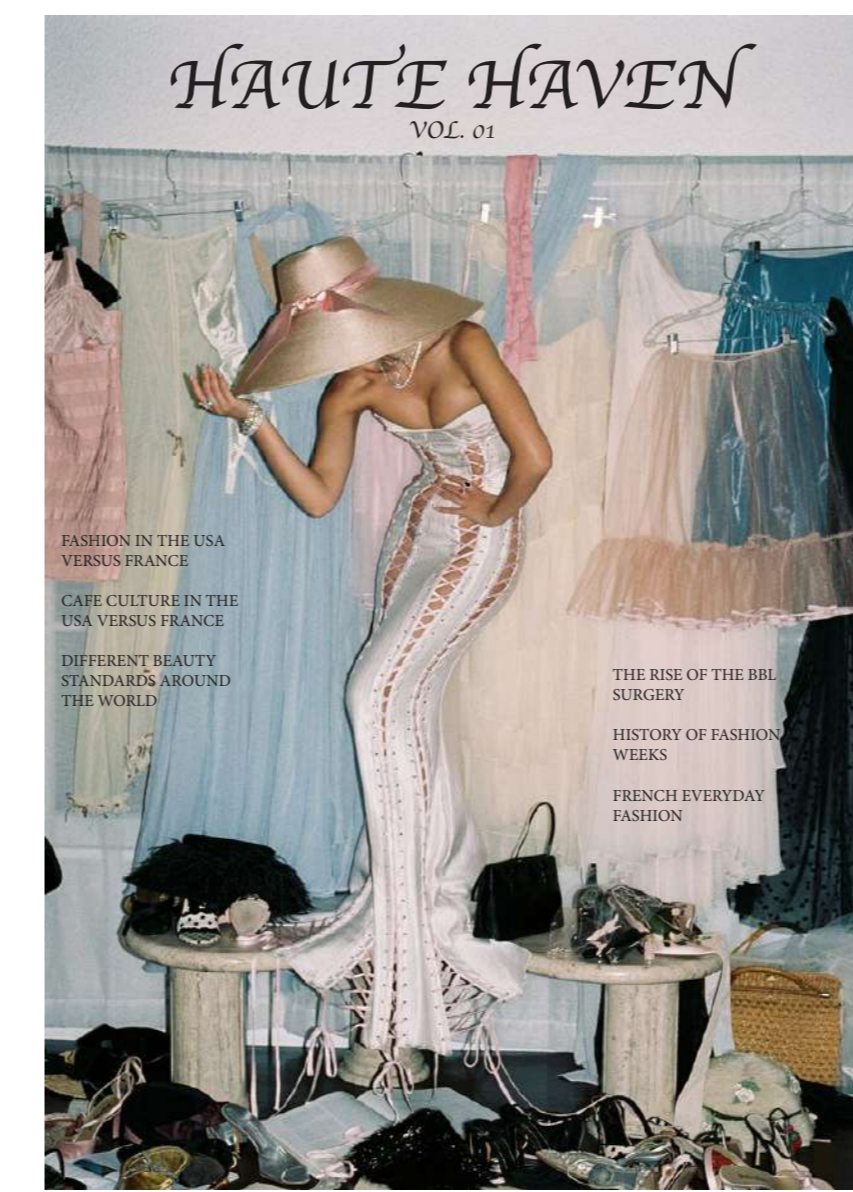 HAUTE HAVEN
VOL. 01
FASHION IN THE USA
VERSUS FRANCE
CAFE CULTURE IN THE
USA VERSUS FRANCE
DIFFERENT BEAUTY
STANDARDS AROUND
THE WORLD
THE RISE OF THE BBL
SURGERY
HISTORY OF FASHION
WEEKS
FRENCH EVERYDAY
FASHION